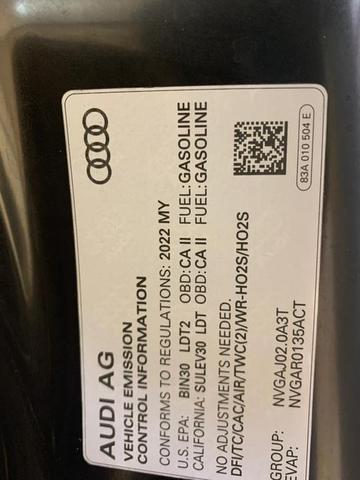 AUDI AG
VEHICLE EMISSION
CONTROL INFORMATION
CONFORMS TO REGULATIONS: 2022 MY
U.S. EPA: BIN30 LDT2 OBD: CA II FUEL: GASOLINE
CALIFORNIA: SULEV30 LDT OBD: CA II FUEL: GASOLINE
NO ADJUSTMENTS NEEDED.
DFI/TC/CAC/AIR/TWC(2)/WR-HO2S/HO2S
GROUP: NVGAJ02.0A3T
EVAP: NVGAR0135ACT
83A 010 504 E